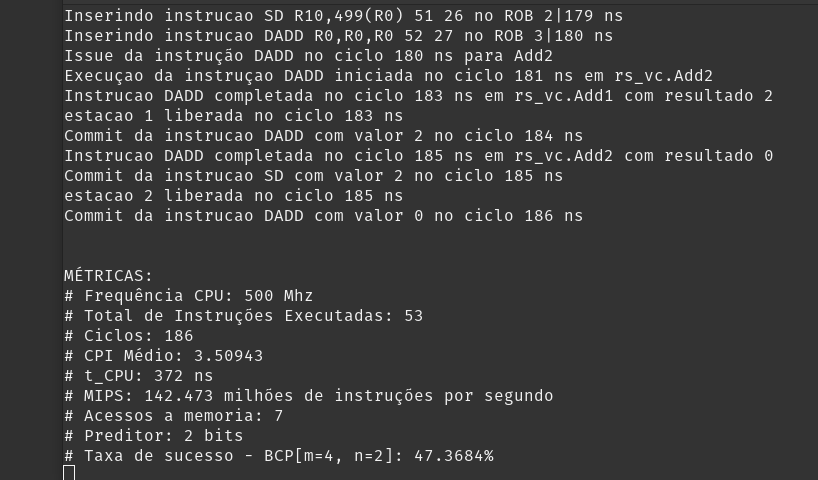 Inserindo instrucao SD R10,499(R0) 51 26 no ROB 2|179 ns
Inserindo instrucao DADD R0,R0,R0 52 27 no ROB 3|180 ns
Issue da instrução DADD no ciclo 180 ns para Add2
Execuçao da instruçao DADD iniciada no ciclo 181 ns em rs_vc.Add2
Instrucao DADD completada no ciclo 183 ns em rs_vc.Add1 com resultado 2
estacao 1 liberada no ciclo 183 ns
Commit da instrucao DADD com valor 2 no ciclo 184 ns
Instrucao DADD completada no ciclo 185 ns em rs_vc.Add2 com resultado 0
Commit da instrucao SD com valor 2 no ciclo 185 ns
estacao 2 liberada no ciclo 185 ns
Commit da instrucao DADD com valor 0 no ciclo 186 ns
MÉTRICAS:
# Frequência CPU: 500 Mhz
# Total de Instruções Executadas: 53
# Ciclos: 186
# CPI Médio: 3.50943
# t_CPU: 372 ns
# MIPS: 142.473 milhões de instruções por segundo
# Acessos a memoria: 7
# Preditor: 2 bits
# Taxa de sucesso - BCP[m=4, n=2]: 47.3684%